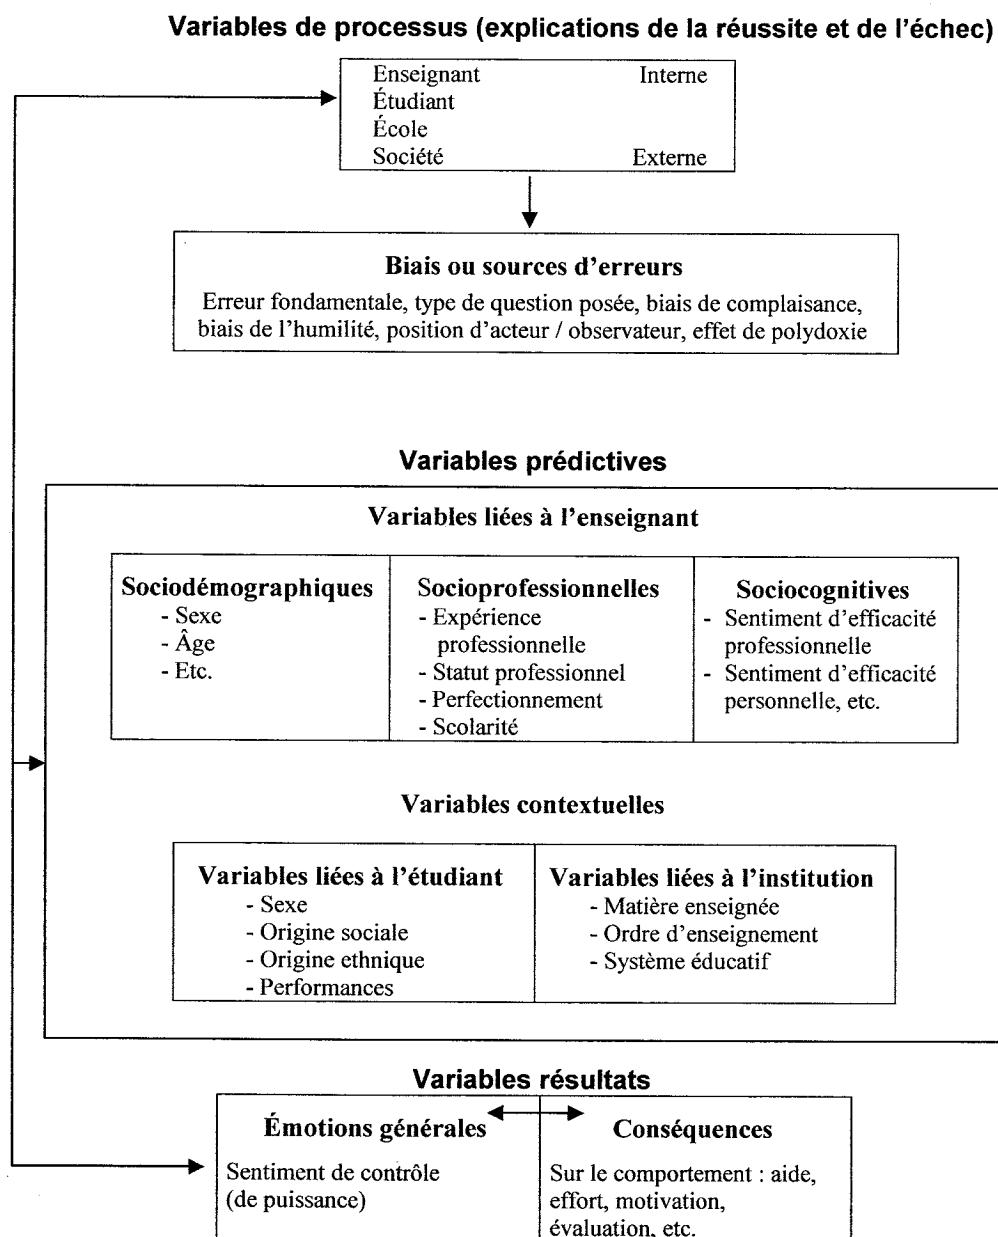 Variables de processus (explications de la réussite et de l'échec)
Enseignant Interne
Étudiant
École
Société Externe
Biais ou sources d'erreurs
Erreur fondamentale, type de question posée, biais de complaisance,
biais de l'humilité, position d'acteur / observateur, effet de polydoxie
Variables prédictives
Variables liées à l'enseignant
Sociodémographiques
- Sexe
- Âge
- Etc.
Socioprofessionnelles
- Expérience
professionnelle
- Statut professionnel
- Perfectionnement
- Scolarité
Sociocognitives
- Sentiment d'efficacité
professionnelle
- Sentiment d'efficacité
personnelle, etc.
Variables contextuelles
Variables liées à l'étudiant
- Sexe
- Origine sociale
- Origine ethnique
- Performances
Variables liées à l'institution
- Matière enseignée
- Ordre d'enseignement
- Système éducatif
Variables résultats
Émotions générales
Sentiment de contrôle
(de puissance)
Conséquences
Sur le comportement : aide,
effort, motivation,
évaluation, etc.